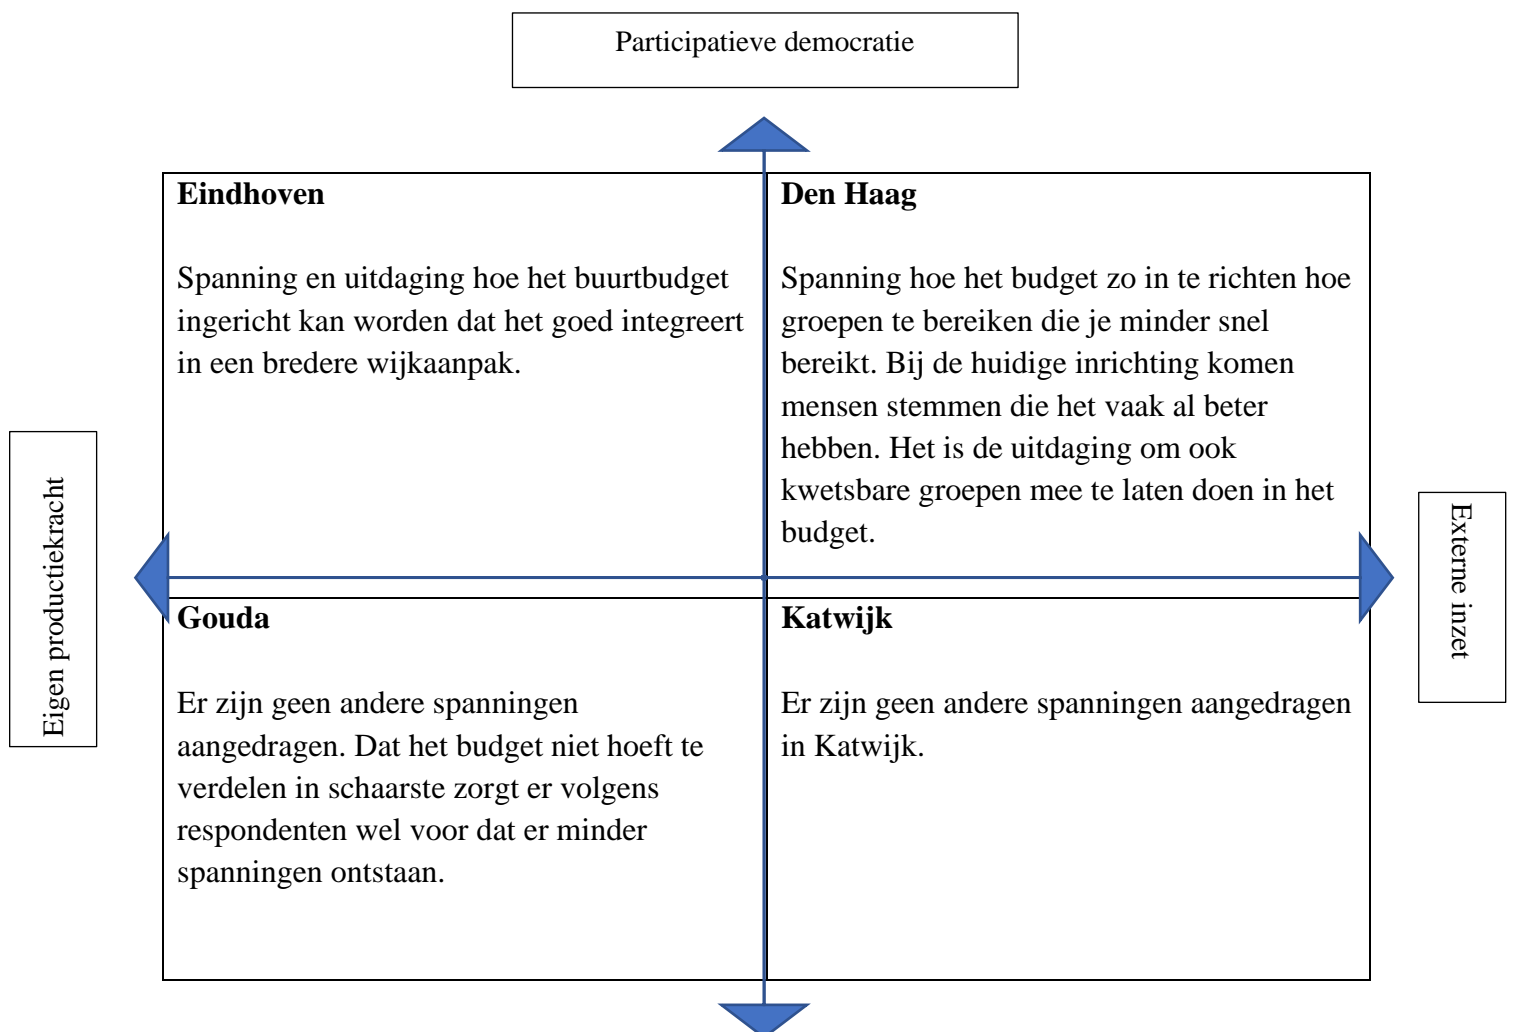 Participatieve democratie
Eindhoven
Spanning en uitdaging hoe het buurtbudget
ingericht kan worden dat het goed integreert
in een bredere wijkaanpak.
Den Haag
Spanning hoe het budget zo in te richten hoe
groepen te bereiken die je minder snel
bereikt. Bij de huidige inrichting komen
mensen stemmen die het vaak al beter
hebben. Het is de uitdaging om ook
kwetsbare groepen mee te laten doen in het
budget.
Eigen productiekracht
Externe inzet
Gouda
Er zijn geen andere spanningen
aangedragen. Dat het budget niet hoeft te
verdelen in schaarste zorgt er volgens
respondenten wel voor dat er minder
spanningen ontstaan.
Katwijk
Er zijn geen andere spanningen aangedragen
in Katwijk.